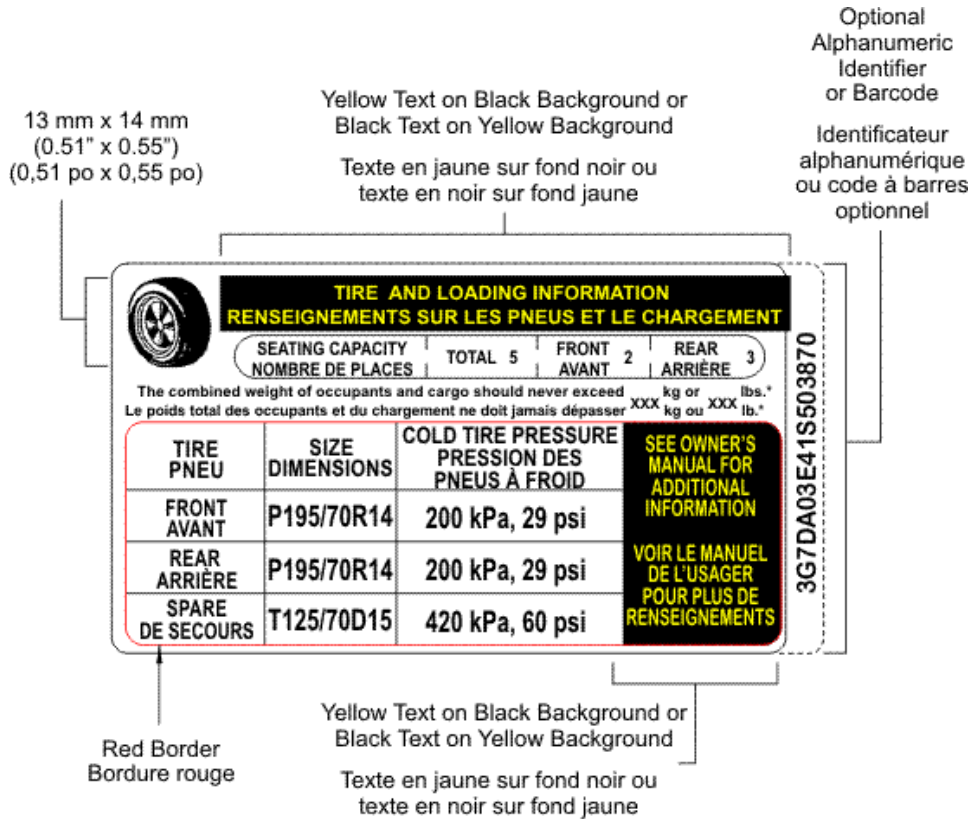 Optional
Alphanumeric
Identifier
or Barcode
Identificateur
alphanumérique
ou code à barres
optionnel
Yellow Text on Black Background or
Black Text on Yellow Background
Texte en jaune sur fond noir ou
texte en noir sur fond jaune
13 mm x 14 mm
(0.51" x 0.55")
(0,51 po x 0,55 po)
TIRE AND LOADING INFORMATION
RENSEIGNEMENTS SUR LES PNEUS ET LE CHARGEMENT
SEATING CAPACITY
NOMBRE DE PLACES
TOTAL 5
FRONT
AVANT
2
REAR
ARRIÈRE
3
The combined weight of occupants and cargo should never exceed XXX kg or XXX lbs.*
Le poids total des occupants et du chargement ne doit jamais dépasser XXX kg ou XXX lb.*
TIRE
PNEU
SIZE
DIMENSIONS
COLD TIRE PRESSURE
PRESSION DES
PNEUS À FROID
FRONT
AVANT
P195/70R14
200 kPa, 29 psi
REAR
ARRIÈRE
P195/70R14
200 kPa, 29 psi
SPARE
DE SECOURS
T125/70D15
420 kPa, 60 psi
SEE OWNER'S
MANUAL FOR
ADDITIONAL
INFORMATION
VOIR LE MANUEL
DE L'USAGER
POUR PLUS DE
RENSEIGNEMENTS
3G7DA03E41S503870
Red Border
Bordure rouge
Yellow Text on Black Background or
Black Text on Yellow Background
Texte en jaune sur fond noir ou
texte en noir sur fond jaune